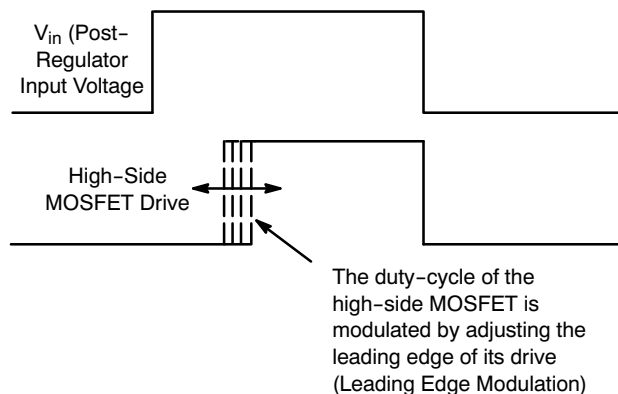 Vin (Post–
Regulator
Input Voltage
High–Side
MOSFET Drive
The duty–cycle of the
high–side MOSFET is
modulated by adjusting the
leading edge of its drive
(Leading Edge Modulation)